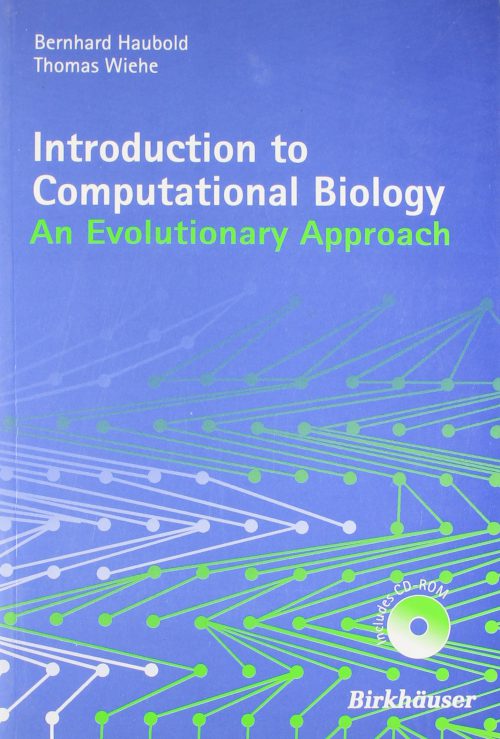 Bernhard Haubold
Thomas Wiehe
Introduction to
Computational Biology
An Evolutionary Approach
Includes CD-ROM
Birkhäuser